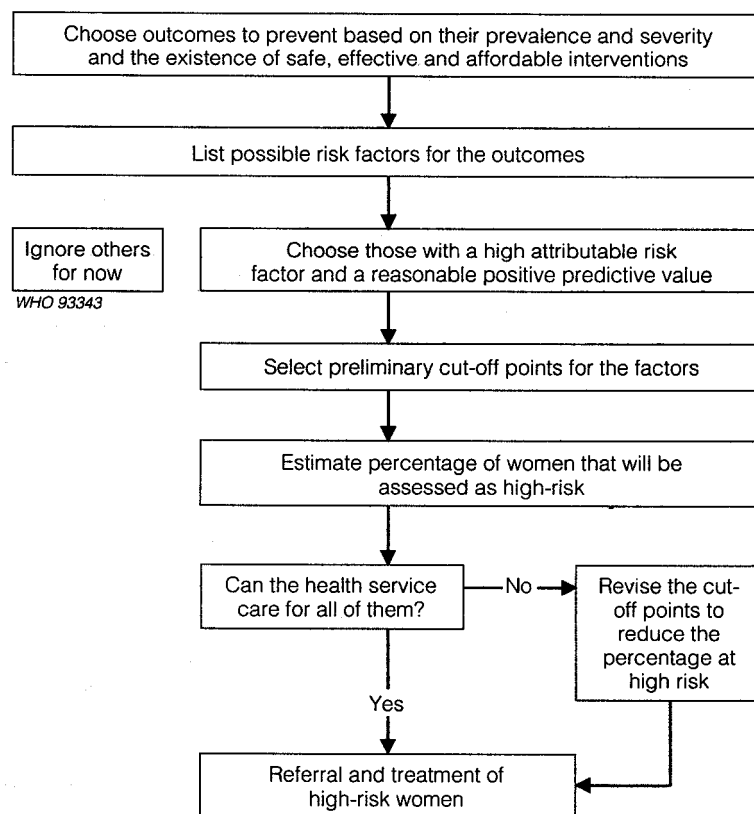 Choose outcomes to prevent based on their prevalence and severity
and the existence of safe, effective and affordable interventions
List possible risk factors for the outcomes
Ignore others
for now
WHO 93343
Choose those with a high attributable risk
factor and a reasonable positive predictive value
Select preliminary cut-off points for the factors
Estimate percentage of women that will be
assessed as high-risk
Can the health service
care for all of them?
No
Revise the cut-
off points to
reduce the
percentage at
high risk
Yes
Referral and treatment of
high-risk women